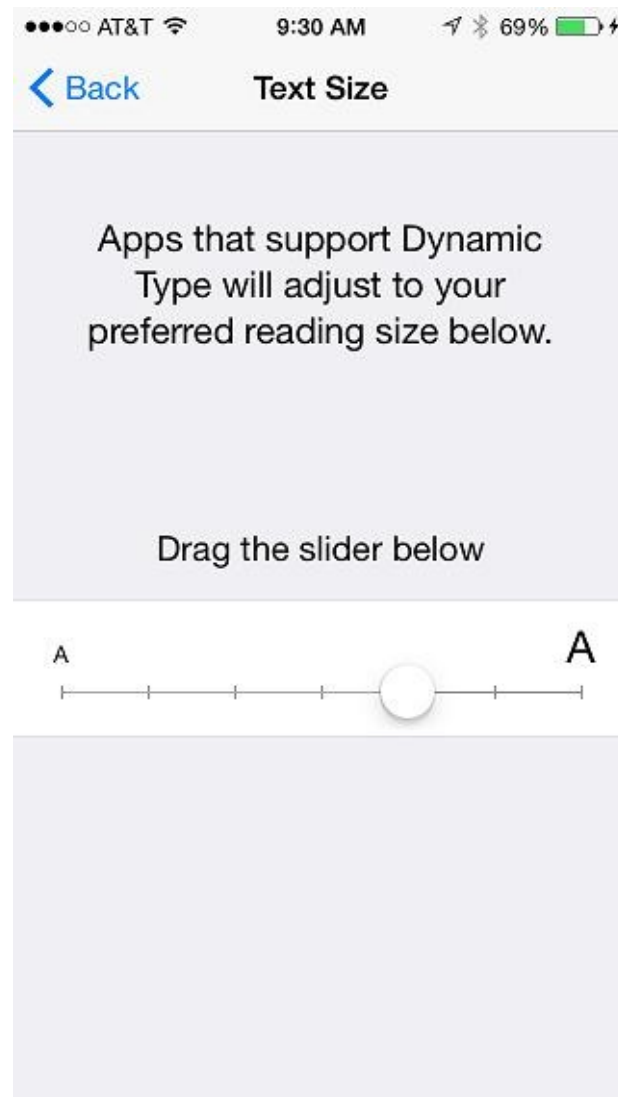 AT&T 9:30 AM 69%
Back Text Size
Apps that support Dynamic
Type will adjust to your
preferred reading size below.
Drag the slider below
A A